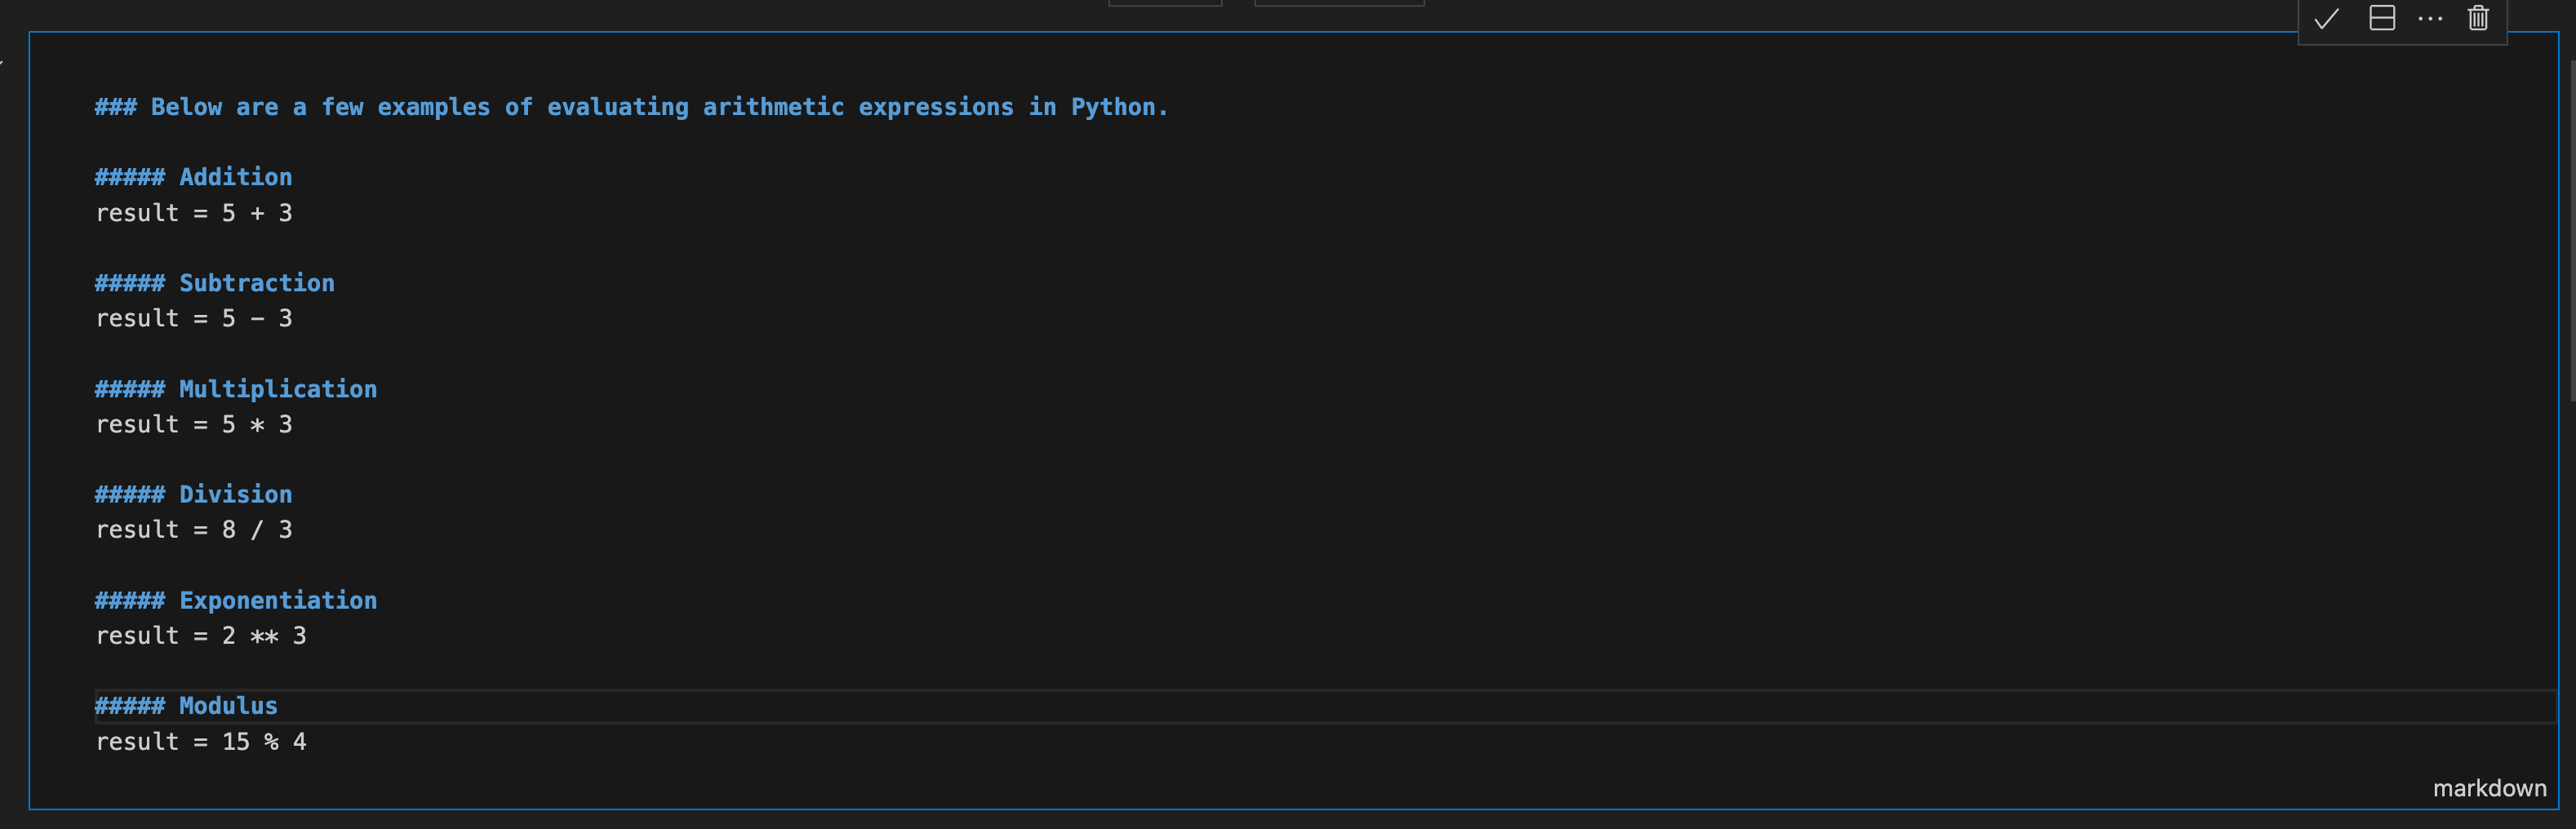 ### Below are a few examples of evaluating arithmetic expressions in Python.
##### Addition
result = 5 + 3
##### Subtraction
result = 5 - 3
##### Multiplication
result = 5 * 3
##### Division
result = 8 / 3
##### Exponentiation
result = 2 ** 3
##### Modulus
result = 15 % 4
markdown